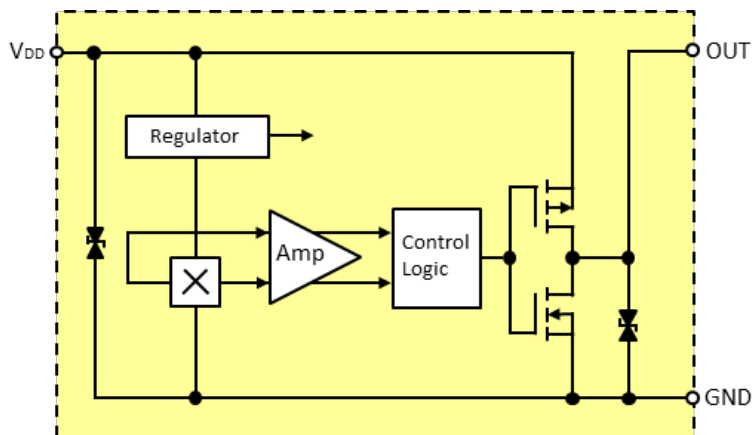 VDD
OUT
Regulator
Amp
Control
Logic
GND